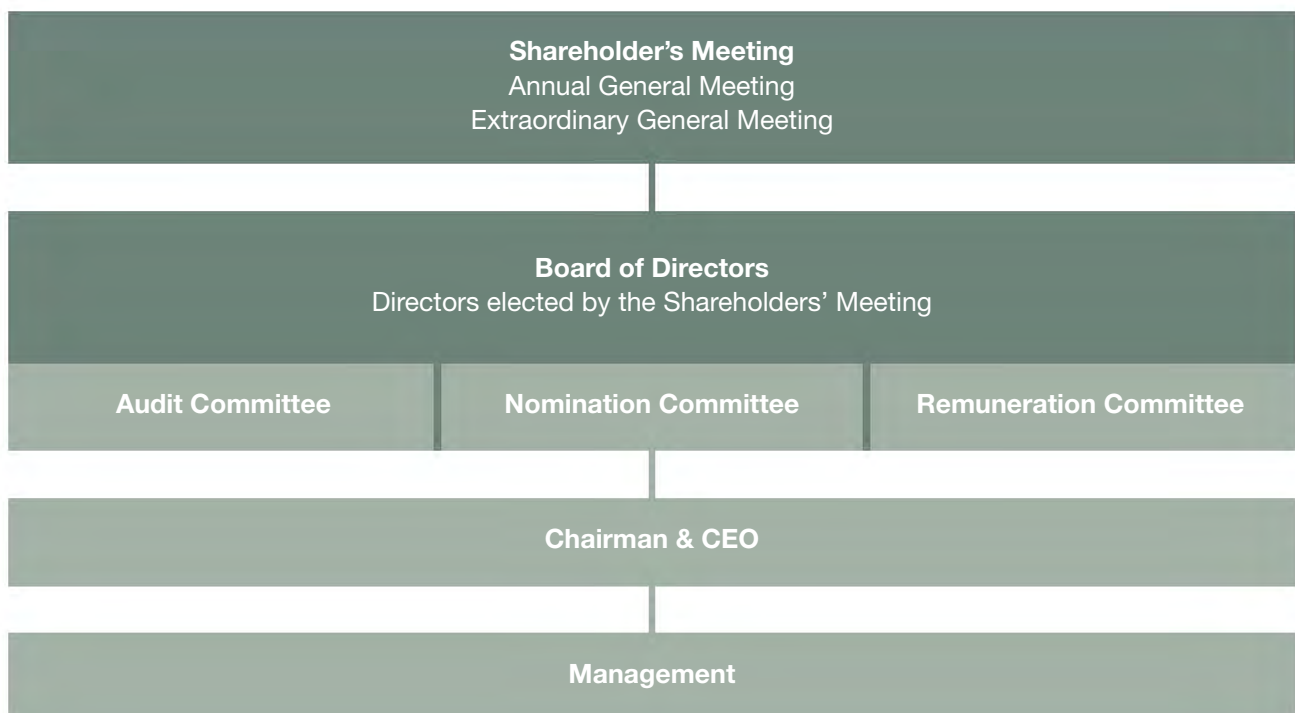 Shareholder’s Meeting
Annual General Meeting
Extraordinary General Meeting
Board of Directors
Directors elected by the Shareholders’ Meeting
Audit Committee
Nomination Committee
Remuneration Committee
Chairman & CEO
Management